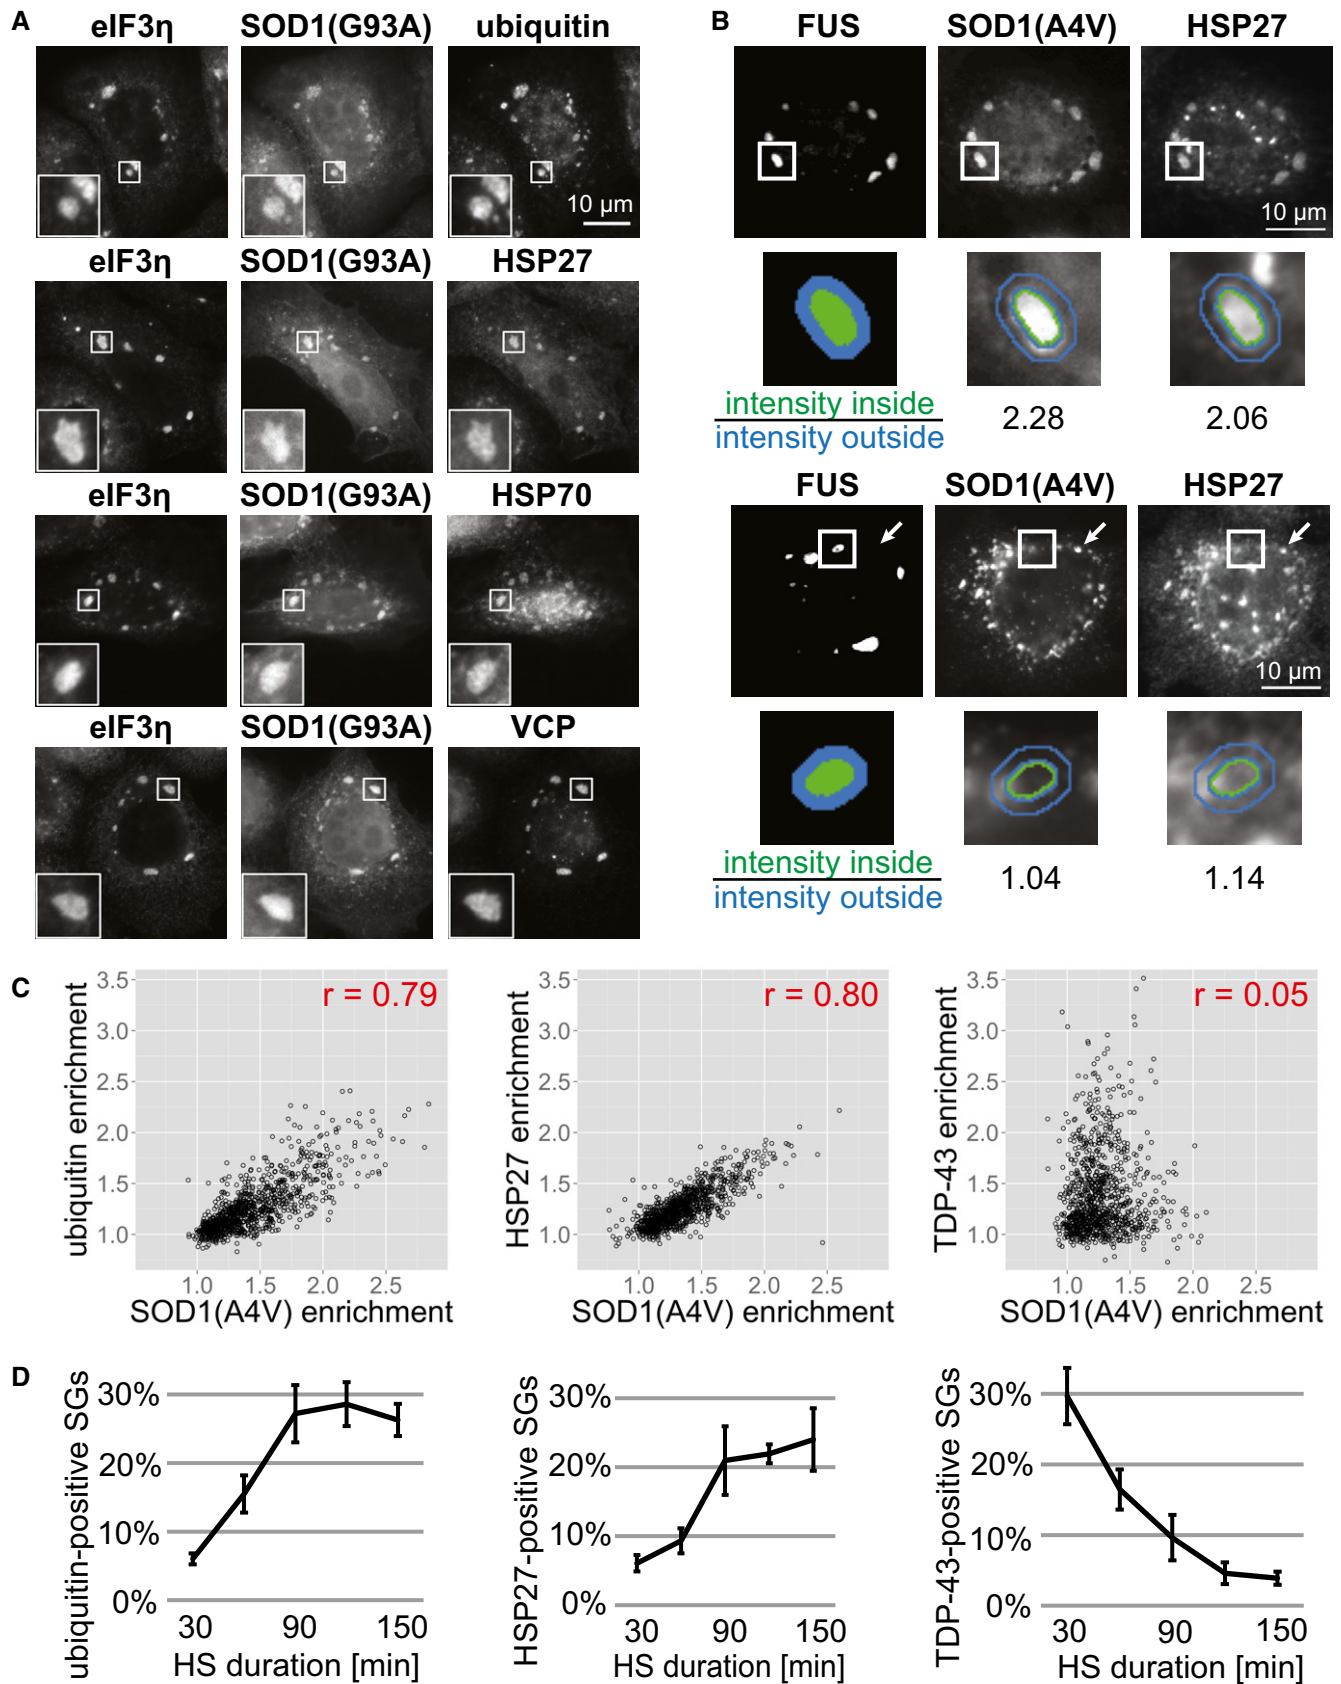 A
eIF3η SOD1(G93A) ubiquitin
10 µm
eIF3η SOD1(G93A) HSP27
eIF3η SOD1(G93A) HSP70
eIF3η SOD1(G93A) VCP
B
FUS SOD1(A4V) HSP27
10 µm
intensity inside
intensity outside
2.28 2.06
FUS SOD1(A4V) HSP27
10 µm
intensity inside
intensity outside
1.04 1.14
C
ubiquitin enrichment
3.5
3.0
2.5
2.0
1.5
1.0
r = 0.79
1.0 1.5 2.0 2.5
SOD1(A4V) enrichment
HSP27 enrichment
3.5
3.0
2.5
2.0
1.5
1.0
r = 0.80
1.0 1.5 2.0 2.5
SOD1(A4V) enrichment
TDP-43 enrichment
3.5
3.0
2.5
2.0
1.5
1.0
r = 0.05
1.0 1.5 2.0 2.5
SOD1(A4V) enrichment
D
ubiquitin-positive SGs
30%
20%
10%
0%
30 90 150
HS duration [min]
HSP27-positive SGs
30%
20%
10%
0%
30 90 150
HS duration [min]
TDP-43-positive SGs
30%
20%
10%
0%
30 90 150
HS duration [min]